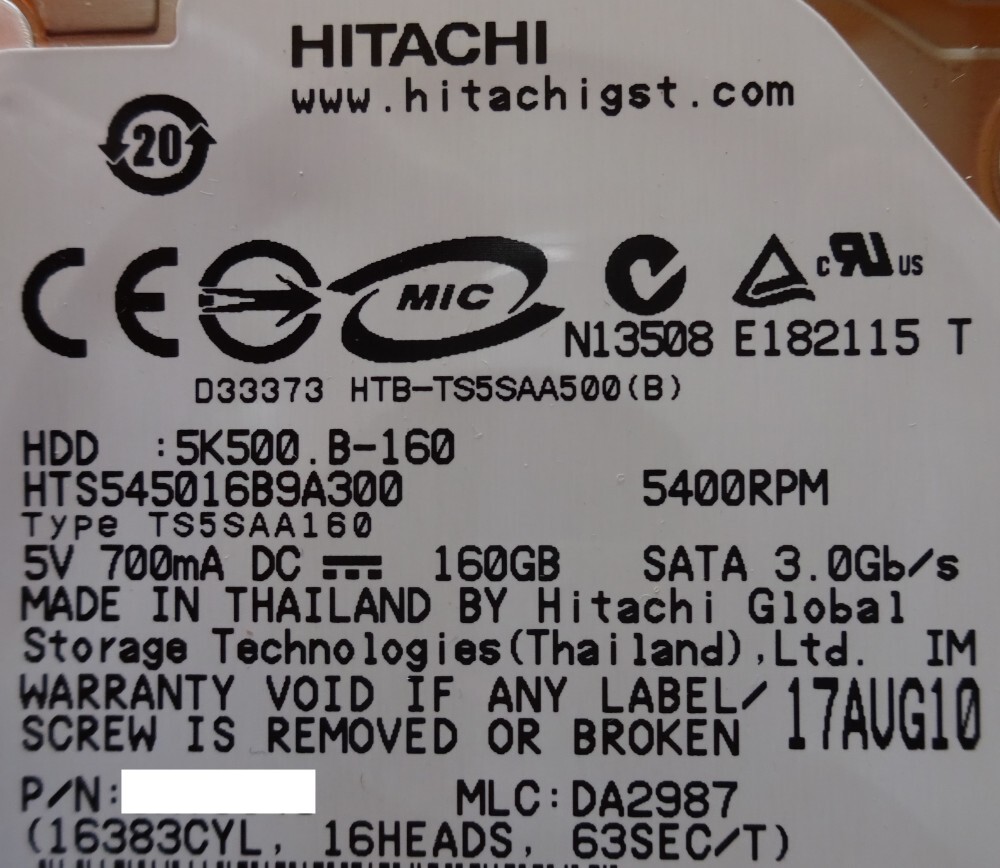 HITACHI
www.hitachigst.com
20
CE MIC c RU US
N13508 E182115 T
D33373 HTB-TS5SAA500(B)
HDD :5K500.B-160
HTS545016B9A300 5400RPM
Type TS5SAA160
5V 700mA DC 160GB SATA 3.0Gb/s
MADE IN THAILAND BY Hitachi Global
Storage Technologies(Thailand),Ltd. IM
WARRANTY VOID IF ANY LABEL/ 17AUG10
SCREW IS REMOVED OR BROKEN
P/N: MLC:DA2987
(16383CYL, 16HEADS, 63SEC/T)